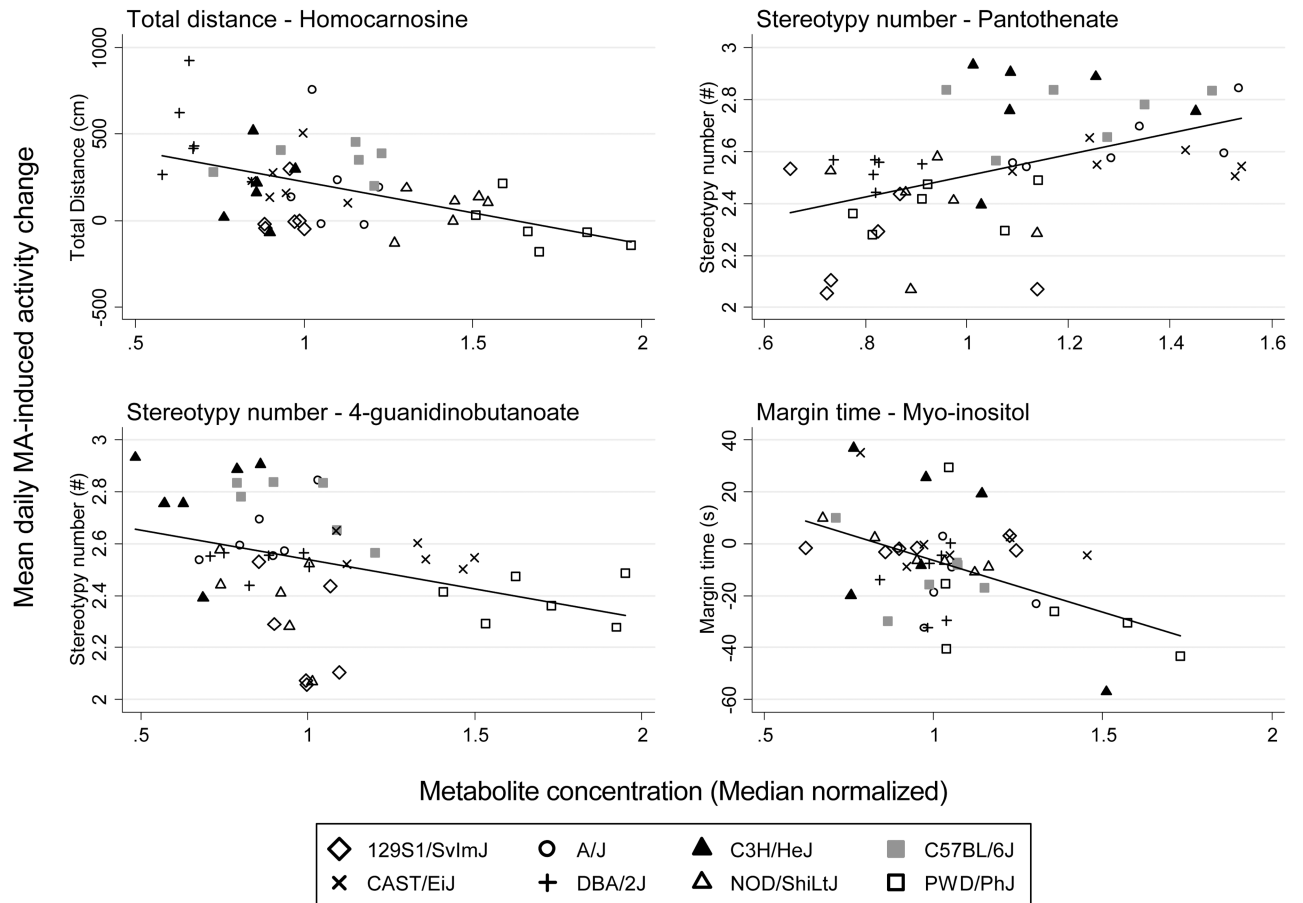 Mean daily MA-induced activity change
Total distance - Homocarnosine
Total Distance (cm)
1000
500
0
-500
.5
1
1.5
2
Stereotypy number - Pantothenate
Stereotypy number (#)
3
2.8
2.6
2.4
2.2
2
.6
.8
1
1.2
1.4
1.6
Stereotypy number - 4-guanidinobutanoate
Stereotypy number (#)
3
2.8
2.6
2.4
2.2
2
.5
1
1.5
2
Margin time - Myo-inositol
Margin time (s)
40
20
0
-20
-40
-60
.5
1
1.5
2
Metabolite concentration (Median normalized)
129S1/SvImJ
A/J
C3H/HeJ
C57BL/6J
CAST/EiJ
DBA/2J
NOD/ShiLtJ
PWD/PhJ